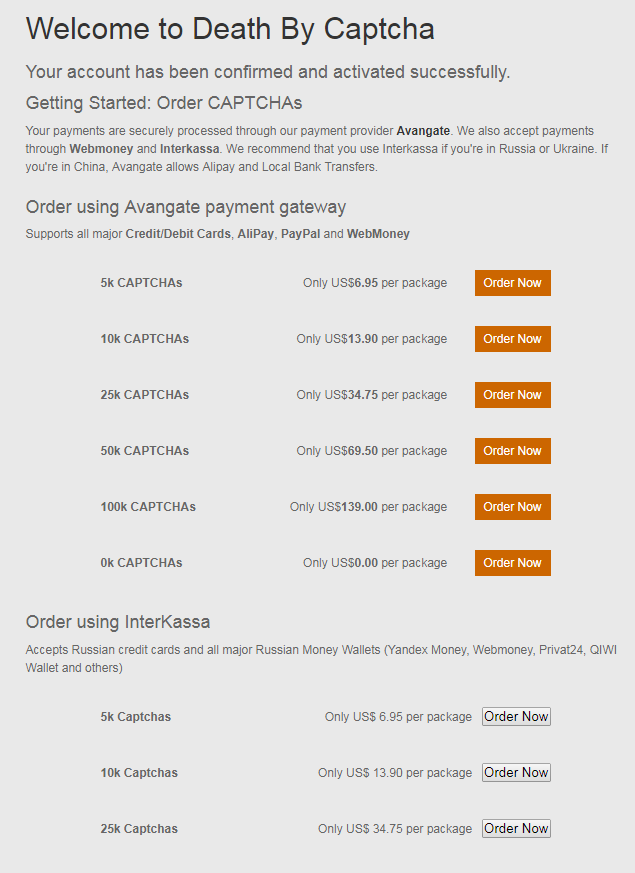 Welcome to Death By Captcha
Your account has been confirmed and activated successfully.
Getting Started: Order CAPTCHAs
Your payments are securely processed through our payment provider Avangate. We also accept payments
through Webmoney and Interkassa. We recommend that you use Interkassa if you're in Russia or Ukraine. If
you're in China, Avangate allows Alipay and Local Bank Transfers.
Order using Avangate payment gateway
Supports all major Credit/Debit Cards, AliPay, PayPal and WebMoney
5k CAPTCHAs Only US$6.95 per package Order Now
10k CAPTCHAs Only US$13.90 per package Order Now
25k CAPTCHAs Only US$34.75 per package Order Now
50k CAPTCHAs Only US$69.50 per package Order Now
100k CAPTCHAs Only US$139.00 per package Order Now
0k CAPTCHAs Only US$0.00 per package Order Now
Order using InterKassa
Accepts Russian credit cards and all major Russian Money Wallets (Yandex Money, Webmoney, Privat24, QIWI
Wallet and others)
5k Captchas Only US$ 6.95 per package Order Now
10k Captchas Only US$ 13.90 per package Order Now
25k Captchas Only US$ 34.75 per package Order Now